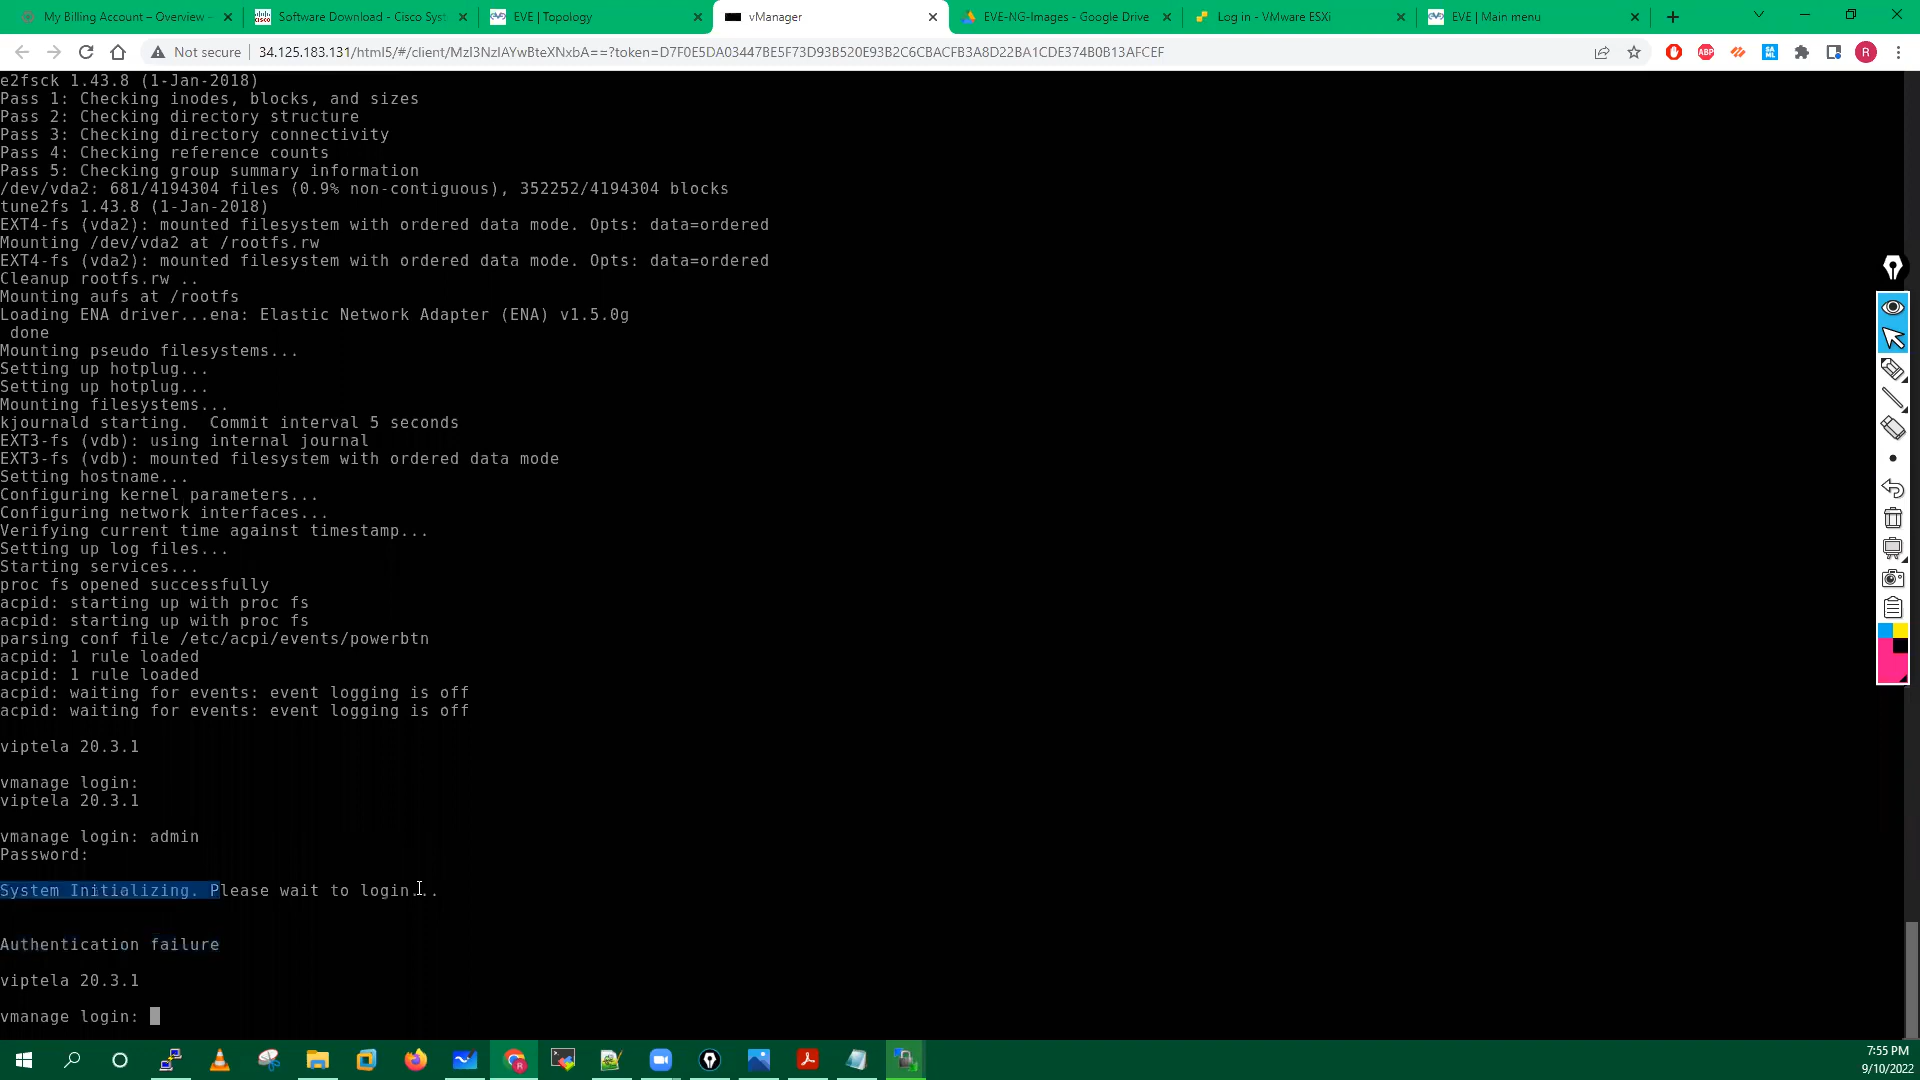 My Billing Account – Overview -
Software Download - Cisco Syst
EVE | Topology
vManager
EVE-NG-Images - Google Drive
Log in - VMware ESXi
EVE | Main menu
Not secure
34.125.183.131/html5/#/client/MzI3NzIAYwBteXNxbA==?token=D7F0E5DA03447BE5F73D93B520E93B2C6CBACFB3A8D22BA1CDE374B0B13AFCEF
e2fsck 1.43.8 (1-Jan-2018)
Pass 1: Checking inodes, blocks, and sizes
Pass 2: Checking directory structure
Pass 3: Checking directory connectivity
Pass 4: Checking reference counts
Pass 5: Checking group summary information
/dev/vda2: 681/4194304 files (0.9% non-contiguous), 352252/4194304 blocks
tune2fs 1.43.8 (1-Jan-2018)
EXT4-fs (vda2): mounted filesystem with ordered data mode. Opts: data=ordered
Mounting /dev/vda2 at /rootfs.rw
EXT4-fs (vda2): mounted filesystem with ordered data mode. Opts: data=ordered
Cleanup rootfs.rw ..
Mounting aufs at /rootfs
Loading ENA driver...ena: Elastic Network Adapter (ENA) v1.5.0g
done
Mounting pseudo filesystems...
Setting up hotplug...
Setting up hotplug...
Mounting filesystems...
kjournald starting.  Commit interval 5 seconds
EXT3-fs (vdb): using internal journal
EXT3-fs (vdb): mounted filesystem with ordered data mode
Setting hostname...
Configuring kernel parameters...
Configuring network interfaces...
Verifying current time against timestamp...
Setting up log files...
Starting services...
proc fs opened successfully
acpid: starting up with proc fs
acpid: starting up with proc fs
parsing conf file /etc/acpi/events/powerbtn
acpid: 1 rule loaded
acpid: 1 rule loaded
acpid: waiting for events: event logging is off
acpid: waiting for events: event logging is off
viptela 20.3.1
vmanage login:
viptela 20.3.1
vmanage login: admin
Password:
System Initializing. Please wait to login...
Authentication failure
viptela 20.3.1
vmanage login:
7:55 PM
9/10/2022